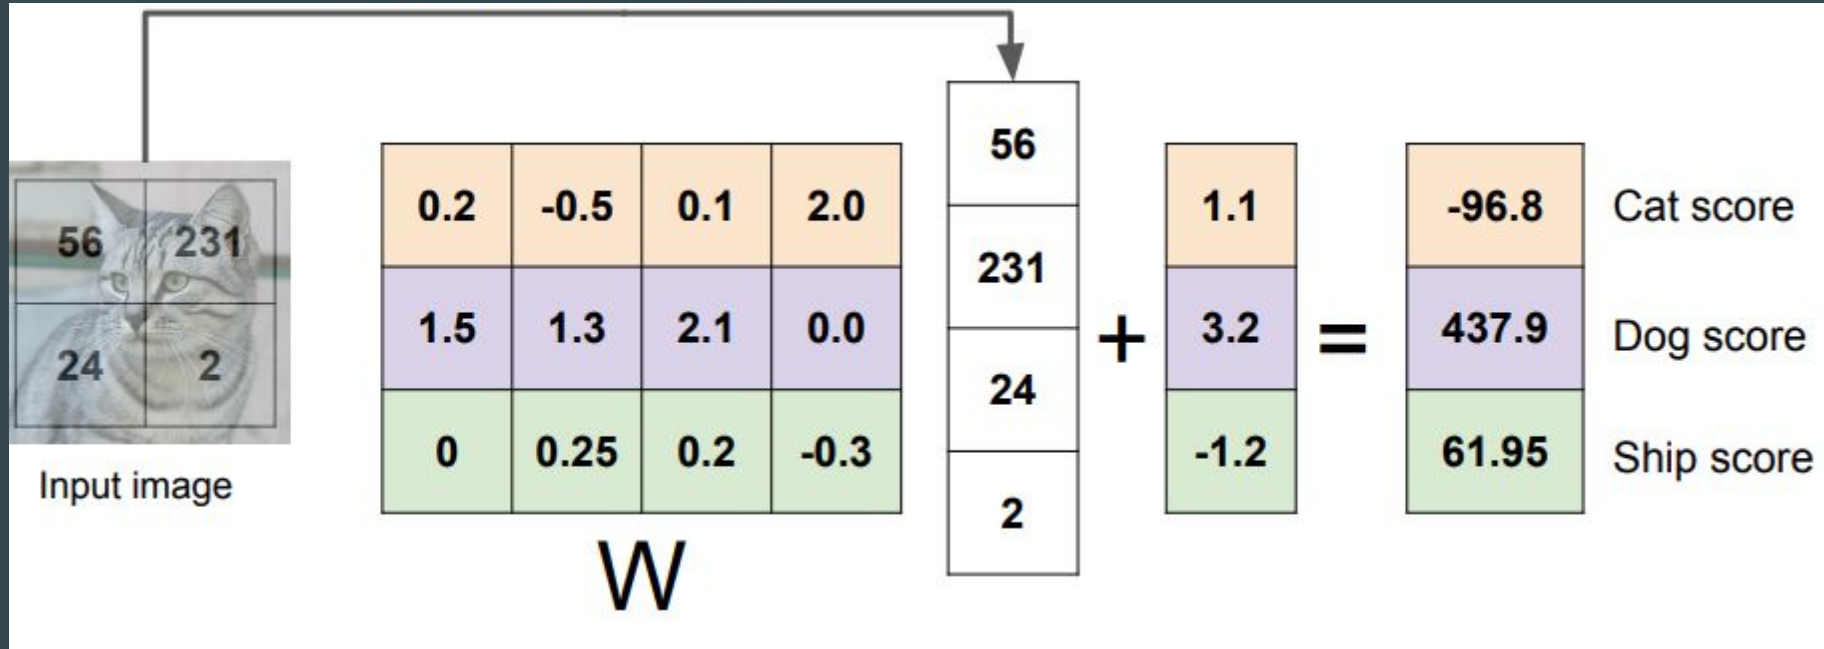 56 231
24 2
Input image
0.2 -0.5 0.1 2.0
1.5 1.3 2.1 0.0
0 0.25 0.2 -0.3
W
56
231
24
2
+
1.1
3.2
-1.2
=
-96.8 Cat score
437.9 Dog score
61.95 Ship score